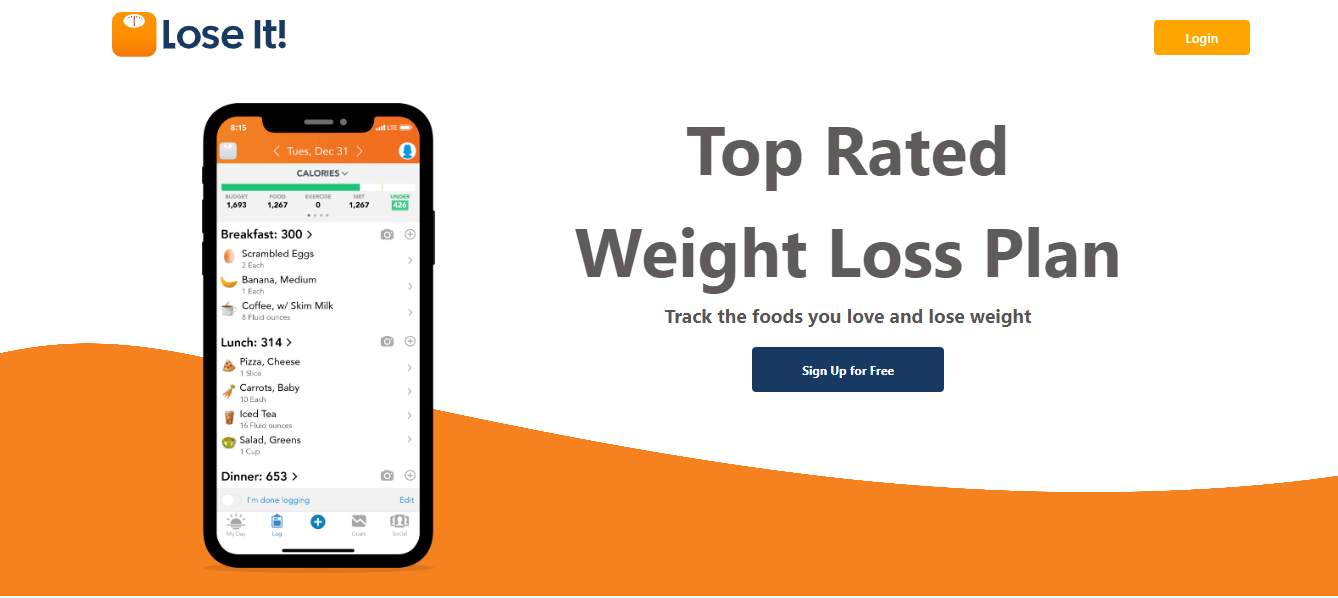 Lose It!
Login
8:15
LTE
Tues, Dec 31
CALORIES
BUDGET FOOD EXERCISE NET UNDER
1,693 1,267 0 1,267 426
Breakfast: 300
Scrambled Eggs
2 Each
Banana, Medium
1 Each
Coffee, w/ Skim Milk
8 Fluid ounces
Lunch: 314
Pizza, Cheese
1 Slice
Carrots, Baby
10 Each
Iced Tea
16 Fluid ounces
Salad, Greens
1 Cup
Dinner: 653
I'm done logging Edit
My Day Log Goals Social
Top Rated
Weight Loss Plan
Track the foods you love and lose weight
Sign Up for Free